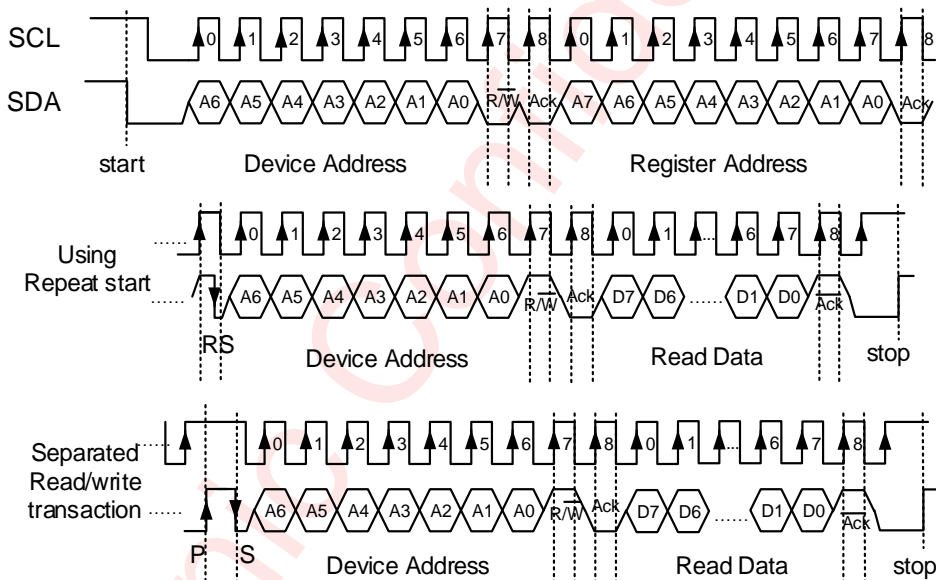 SCL 0 1 2 3 4 5 6 7 8 0 1 2 3 4 5 6 7 8
SDA A6 A5 A4 A3 A2 A1 A0 R/W Ack A7 A6 A5 A4 A3 A2 A1 A0 Ack
start Device Address Register Address
Using
Repeat start
...... 0 1 2 3 4 5 6 7 8 0 1 ... 6 7 8
...... A6 A5 A4 A3 A2 A1 A0 R/W Ack D7 D6 ...... D1 D0 Ack
RS Device Address Read Data stop
Separated
Read/write
transaction
...... 0 1 2 3 4 5 6 7 8 0 1 ... 6 7 8
...... A6 A5 A4 A3 A2 A1 A0 R/W Ack D7 D6 ...... D1 D0 Ack
P S Device Address Read Data stop